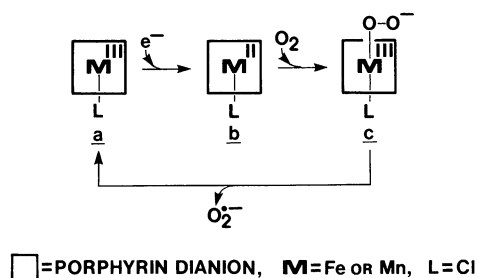 O-O⁻
III e⁻ II O₂ III
M M M
L L L
a b c
O₂•⁻
☐=PORPHYRIN DIANION, M=Fe OR Mn, L=Cl